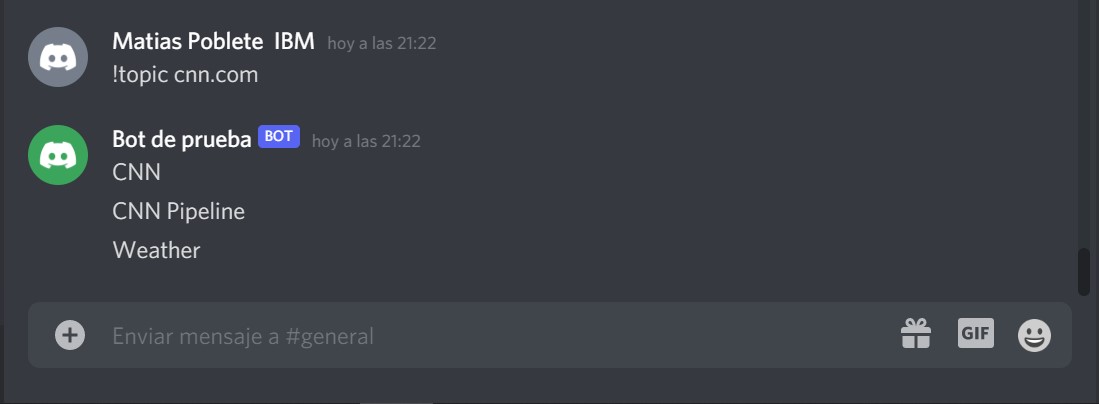 Matias Poblete IBM hoy a las 21:22
!topic cnn.com
Bot de prueba BOT hoy a las 21:22
CNN
CNN Pipeline
Weather
Enviar mensaje a #general GIF